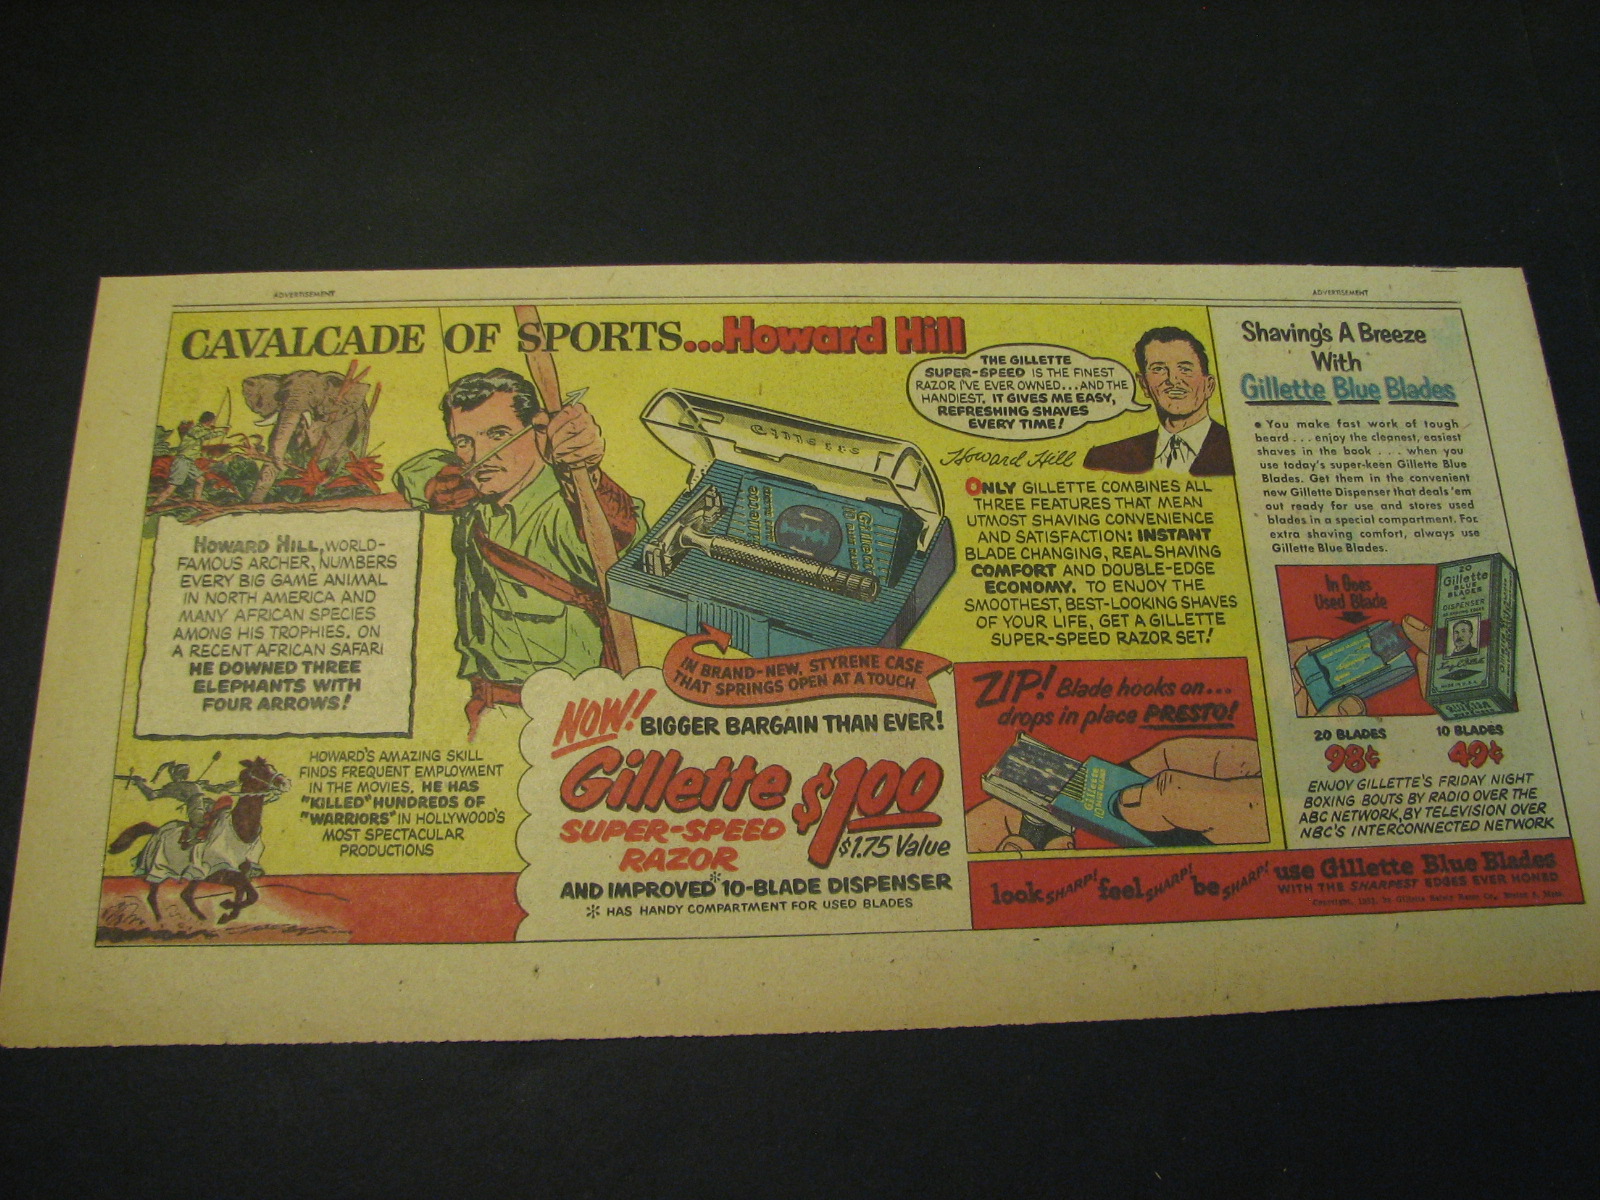 ADVERTISEMENT
ADVERTISEMENT
CAVALCADE OF SPORTS...Howard Hill
HOWARD HILL, WORLD-
FAMOUS ARCHER, NUMBERS
EVERY BIG GAME ANIMAL
IN NORTH AMERICA AND
MANY AFRICAN SPECIES
AMONG HIS TROPHIES. ON
A RECENT AFRICAN SAFARI
HE DOWNED THREE
ELEPHANTS WITH
FOUR ARROWS!
HOWARD'S AMAZING SKILL
FINDS FREQUENT EMPLOYMENT
IN THE MOVIES. HE HAS
"KILLED" HUNDREDS OF
"WARRIORS" IN HOLLYWOOD'S
MOST SPECTACULAR
PRODUCTIONS
Gillette
Gillette
Gillette
IN BRAND-NEW, STYRENE CASE
THAT SPRINGS OPEN AT A TOUCH
NOW! BIGGER BARGAIN THAN EVER!
Gillette $1.00
SUPER-SPEED
RAZOR
$1.75 Value
AND IMPROVED* 10-BLADE DISPENSER
* HAS HANDY COMPARTMENT FOR USED BLADES
THE GILLETTE
SUPER-SPEED IS THE FINEST
RAZOR I'VE EVER OWNED...AND THE
HANDIEST. IT GIVES ME EASY,
REFRESHING SHAVES
EVERY TIME!
Howard Hill
ONLY GILLETTE COMBINES ALL
THREE FEATURES THAT MEAN
UTMOST SHAVING CONVENIENCE
AND SATISFACTION: INSTANT
BLADE CHANGING, REAL SHAVING
COMFORT AND DOUBLE-EDGE
ECONOMY. TO ENJOY THE
SMOOTHEST, BEST-LOOKING SHAVES
OF YOUR LIFE, GET A GILLETTE
SUPER-SPEED RAZOR SET!
ZIP! Blade hooks on...
drops in place PRESTO!
Gillette
Shaving's A Breeze
With
Gillette Blue Blades
• You make fast work of tough
beard . . . enjoy the cleanest, easiest
shaves in the book . . . when you
use today's super-keen Gillette Blue
Blades. Get them in the convenient
new Gillette Dispenser that deals 'em
out ready for use and stores used
blades in a special compartment. For
extra shaving comfort, always use
Gillette Blue Blades.
In Goes
Used Blade
20
Gillette
BLUE
BLADES
DISPENSER
20 BLADES 10 BLADES
98¢ 49¢
ENJOY GILLETTE'S FRIDAY NIGHT
BOXING BOUTS BY RADIO OVER THE
ABC NETWORK, BY TELEVISION OVER
NBC'S INTERCONNECTED NETWORK
look SHARP! feel SHARP! be SHARP! use Gillette Blue Blades
WITH THE SHARPEST EDGES EVER HONED